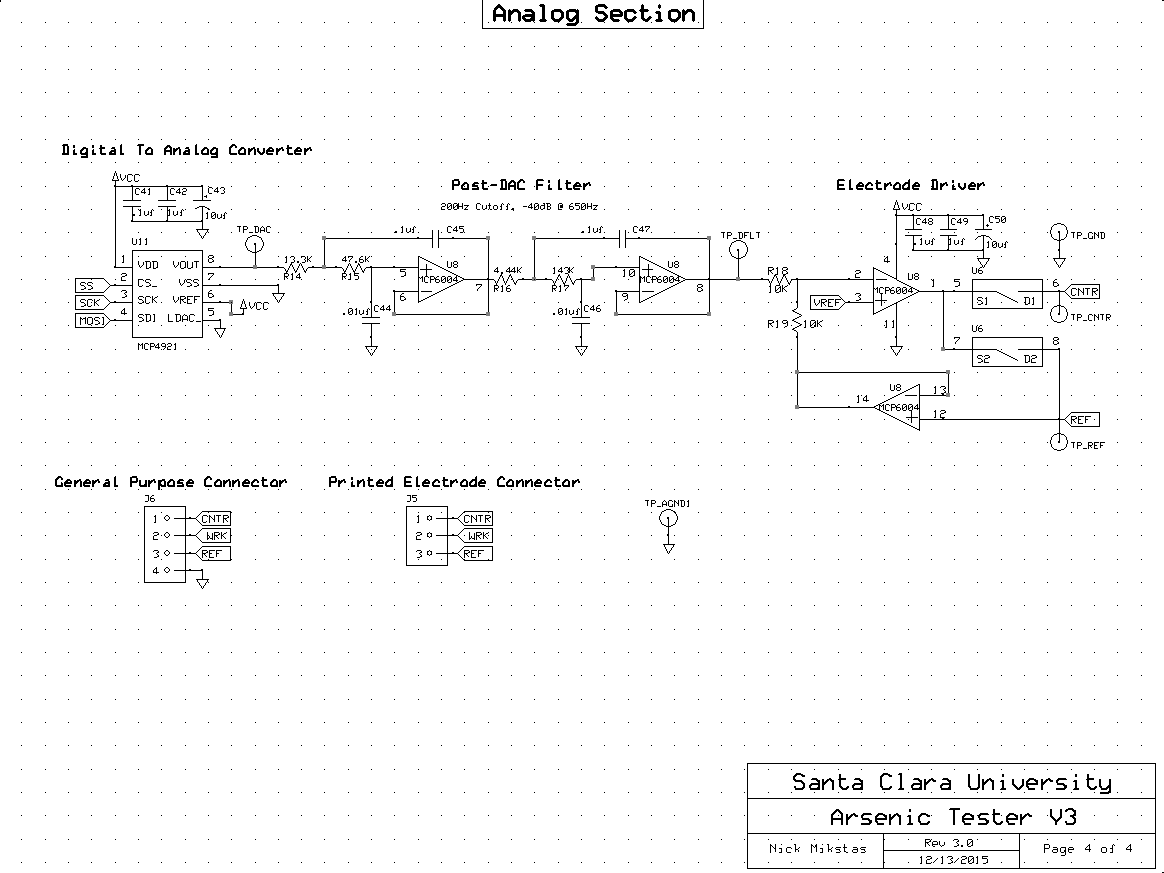 Analog Section
Digital To Analog Converter
VCC
C41 C42 C43
.1uf .1uf 10uf
U11
TP_DAC
1 VDD VOUT 8
SS 2 CS_ VSS 7
SCK 3 SCK VREF 6 VCC
MOSI 4 SDI LDAC_ 5
MCP4921
Post-DAC Filter
200Hz Cutoff, -40dB @ 650Hz
.1uf C45
.1uf C47
13.3K R14
47.6K R15
5 U8 MCP6004 7
6
.01uf C44
4.44K R16
143K R17
10 U8 MCP6004 8
9
.01uf C46
TP_DFLT
Electrode Driver
VCC
C48 C49 C50
.1uf .1uf 10uf
TP_GND
R18 10K
4
2 U8 MCP6004 1
VREF 3
11
R19 10K
U6
5 S1 D1 6 CNTR
TP_CNTR
U6
7 S2 D2 8
U8 13
14 MCP6004 12
REF
TP_REF
General Purpose Connector
J6
1 CNTR
2 WRK
3 REF
4
Printed Electrode Connector
J5
1 CNTR
2 WRK
3 REF
TP_AGND1
Santa Clara University
Arsenic Tester V3
Nick Mikstas
Rev 3.0
12/13/2015
Page 4 of 4